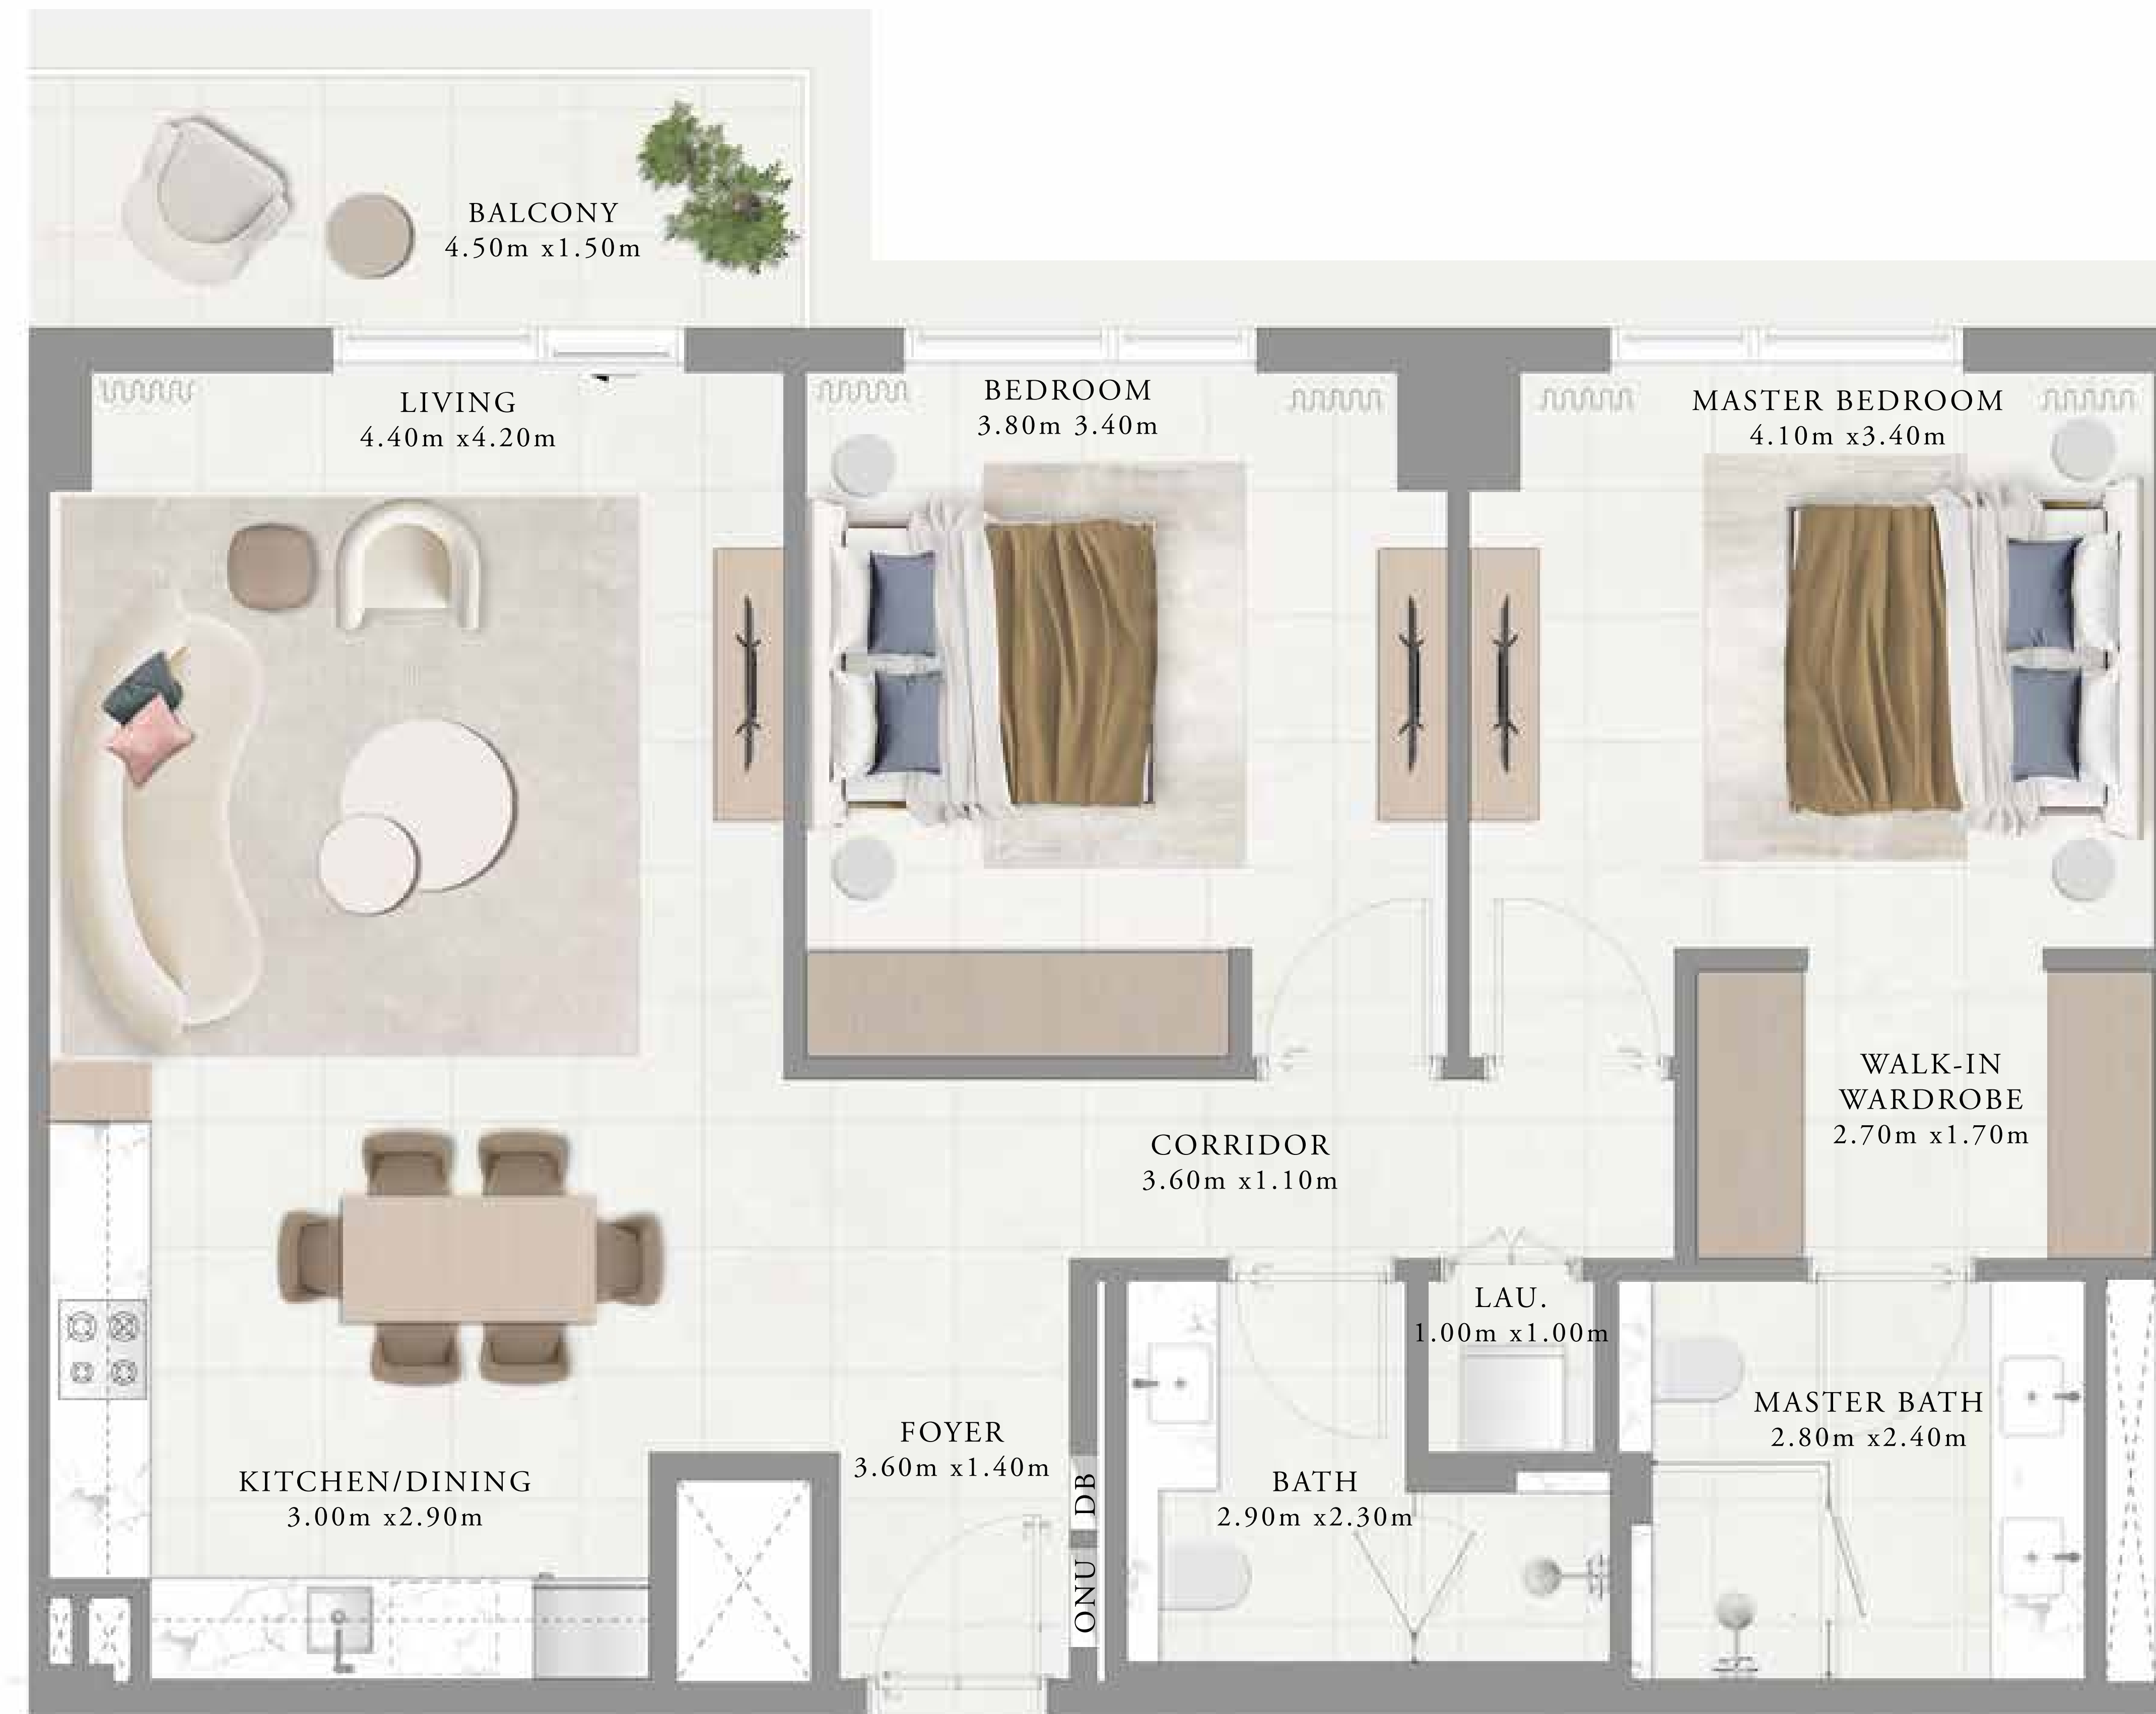 BALCONY
4.50m x1.50m
LIVING
4.40m x4.20m
BEDROOM
3.80m 3.40m
MASTER BEDROOM
4.10m x3.40m
WALK-IN
WARDROBE
2.70m x1.70m
CORRIDOR
3.60m x1.10m
LAU.
1.00m x1.00m
MASTER BATH
2.80m x2.40m
FOYER
3.60m x1.40m
KITCHEN/DINING
3.00m x2.90m
BATH
2.90m x2.30m
DB
ONU